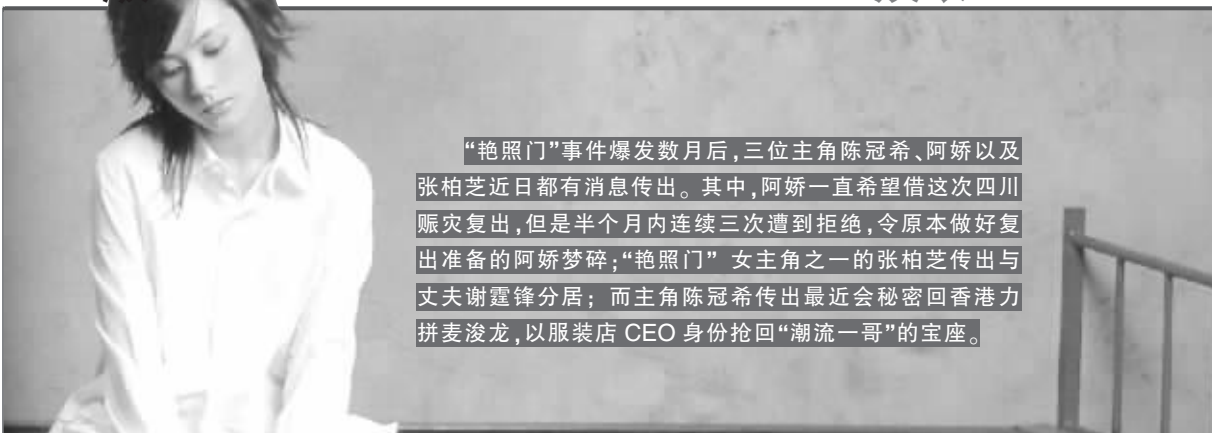 “艳照门”事件爆发数月后,三位主角陈冠希、阿娇以及
张柏芝近日都有消息传出。其中,阿娇一直希望借这次四川
赈灾复出,但是半个月内连续三次遭到拒绝,令原本做好复
出准备的阿娇梦碎;“艳照门” 女主角之一的张柏芝传出与
丈夫谢霆锋分居; 而主角陈冠希传出最近会秘密回香港力
拼麦浚龙,以服装店 CEO 身份抢回“潮流一哥”的宝座。